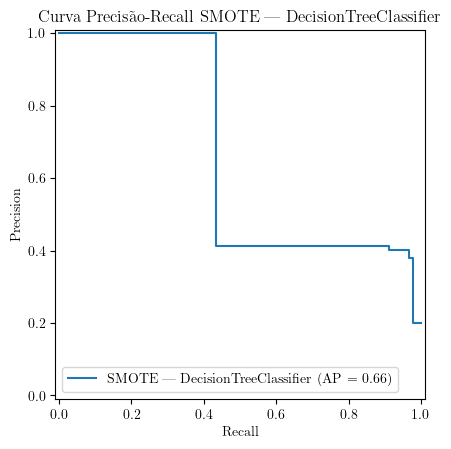 Curva Precisão-Recall SMOTE — DecisionTreeClassifier
1.0
0.8
0.6
0.4
0.2
0.0
Precision
SMOTE — DecisionTreeClassifier (AP = 0.66)
0.0 0.2 0.4 0.6 0.8 1.0
Recall